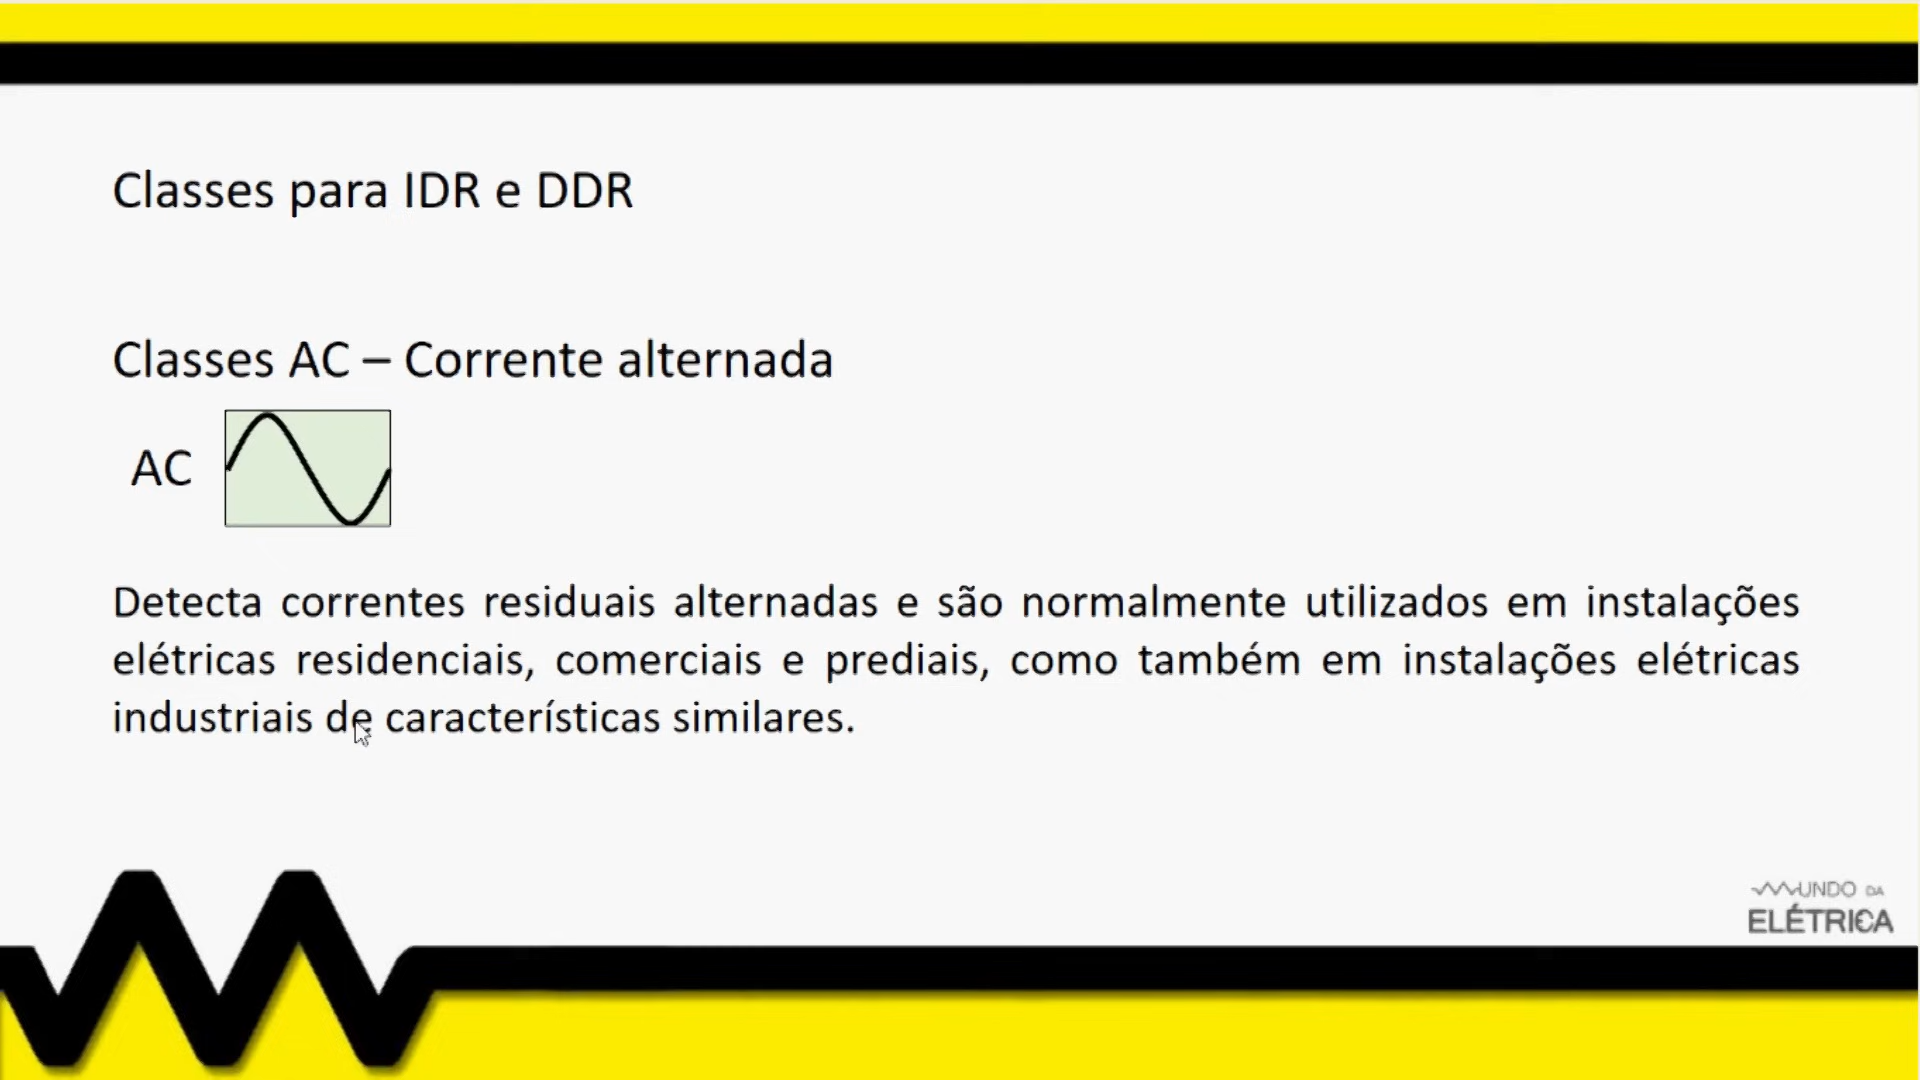 Classes para IDR e DDR
Classes AC – Corrente alternada
AC
Detecta correntes residuais alternadas e são normalmente utilizados em instalações
elétricas residenciais, comerciais e prediais, como também em instalações elétricas
industriais de características similares.
MUNDO DA
ELÉTRICA